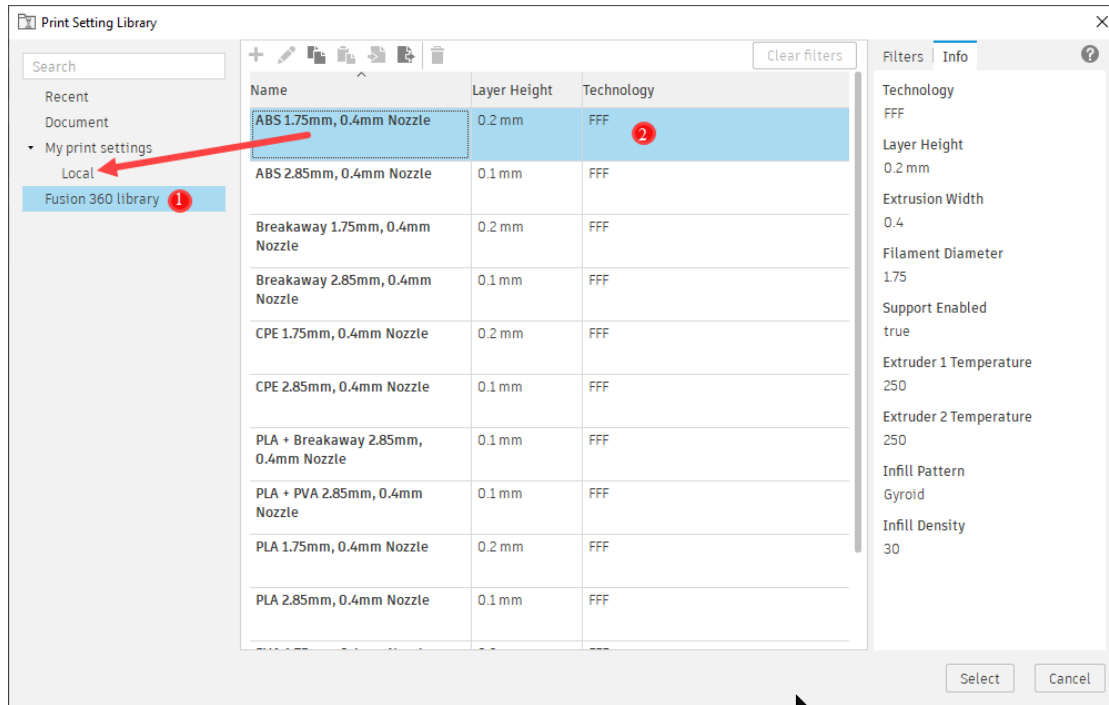 Print Setting Library
Search
Recent
Document
My print settings
Local
Fusion 360 library 1
Clear filters
Name Layer Height Technology
ABS 1.75mm, 0.4mm Nozzle 0.2 mm FFF 2
ABS 2.85mm, 0.4mm Nozzle 0.1 mm FFF
Breakaway 1.75mm, 0.4mm 0.2 mm FFF
Nozzle
Breakaway 2.85mm, 0.4mm 0.1 mm FFF
Nozzle
CPE 1.75mm, 0.4mm Nozzle 0.2 mm FFF
CPE 2.85mm, 0.4mm Nozzle 0.1 mm FFF
PLA + Breakaway 2.85mm, 0.1 mm FFF
0.4mm Nozzle
PLA + PVA 2.85mm, 0.4mm 0.1 mm FFF
Nozzle
PLA 1.75mm, 0.4mm Nozzle 0.2 mm FFF
PLA 2.85mm, 0.4mm Nozzle 0.1 mm FFF
Filters Info ?
Technology
FFF
Layer Height
0.2 mm
Extrusion Width
0.4
Filament Diameter
1.75
Support Enabled
true
Extruder 1 Temperature
250
Extruder 2 Temperature
250
Infill Pattern
Gyroid
Infill Density
30
Select Cancel